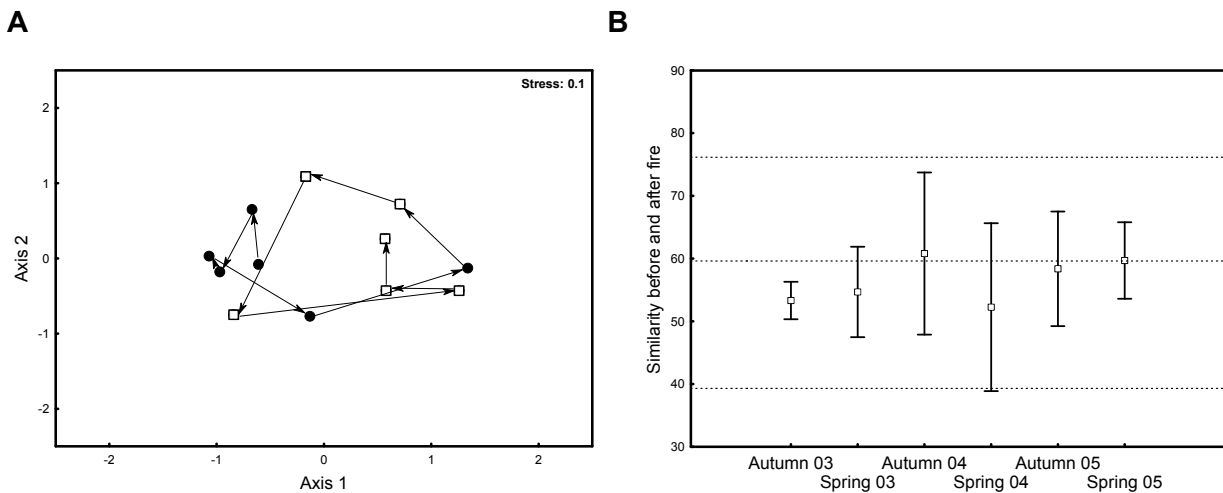 A
Stress: 0.1
2
1
0
-1
-2
-2
-1
0
1
2
Axis 2
Axis 1
B
90
80
70
60
50
40
30
Similarity before and after fire
Autumn 03
Autumn 04
Autumn 05
Spring 03
Spring 04
Spring 05